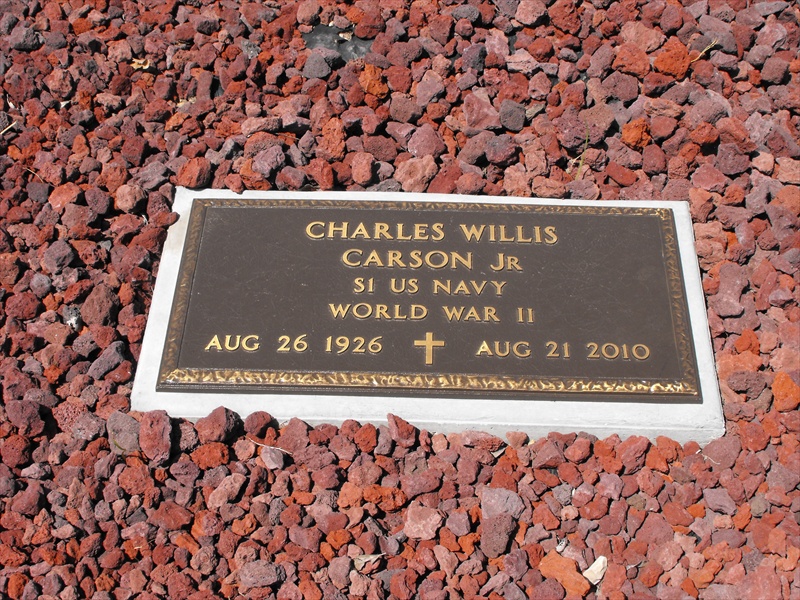 CHARLES WILLIS
CARSON JR
S1 US NAVY
WORLD WAR II
AUG 26 1926 AUG 21 2010